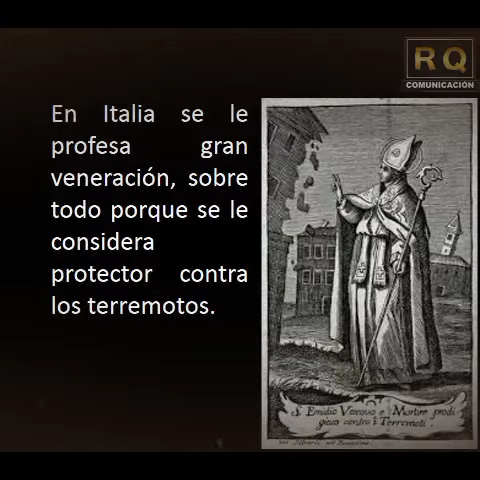 RQ
COMUNICACIÓN
En Italia se le
profesa gran
veneración, sobre
todo porque se le
considera
protector contra
los terremotos.
S. Emidio Vescovo e Martire prodi
gioso contro i Terremoti.